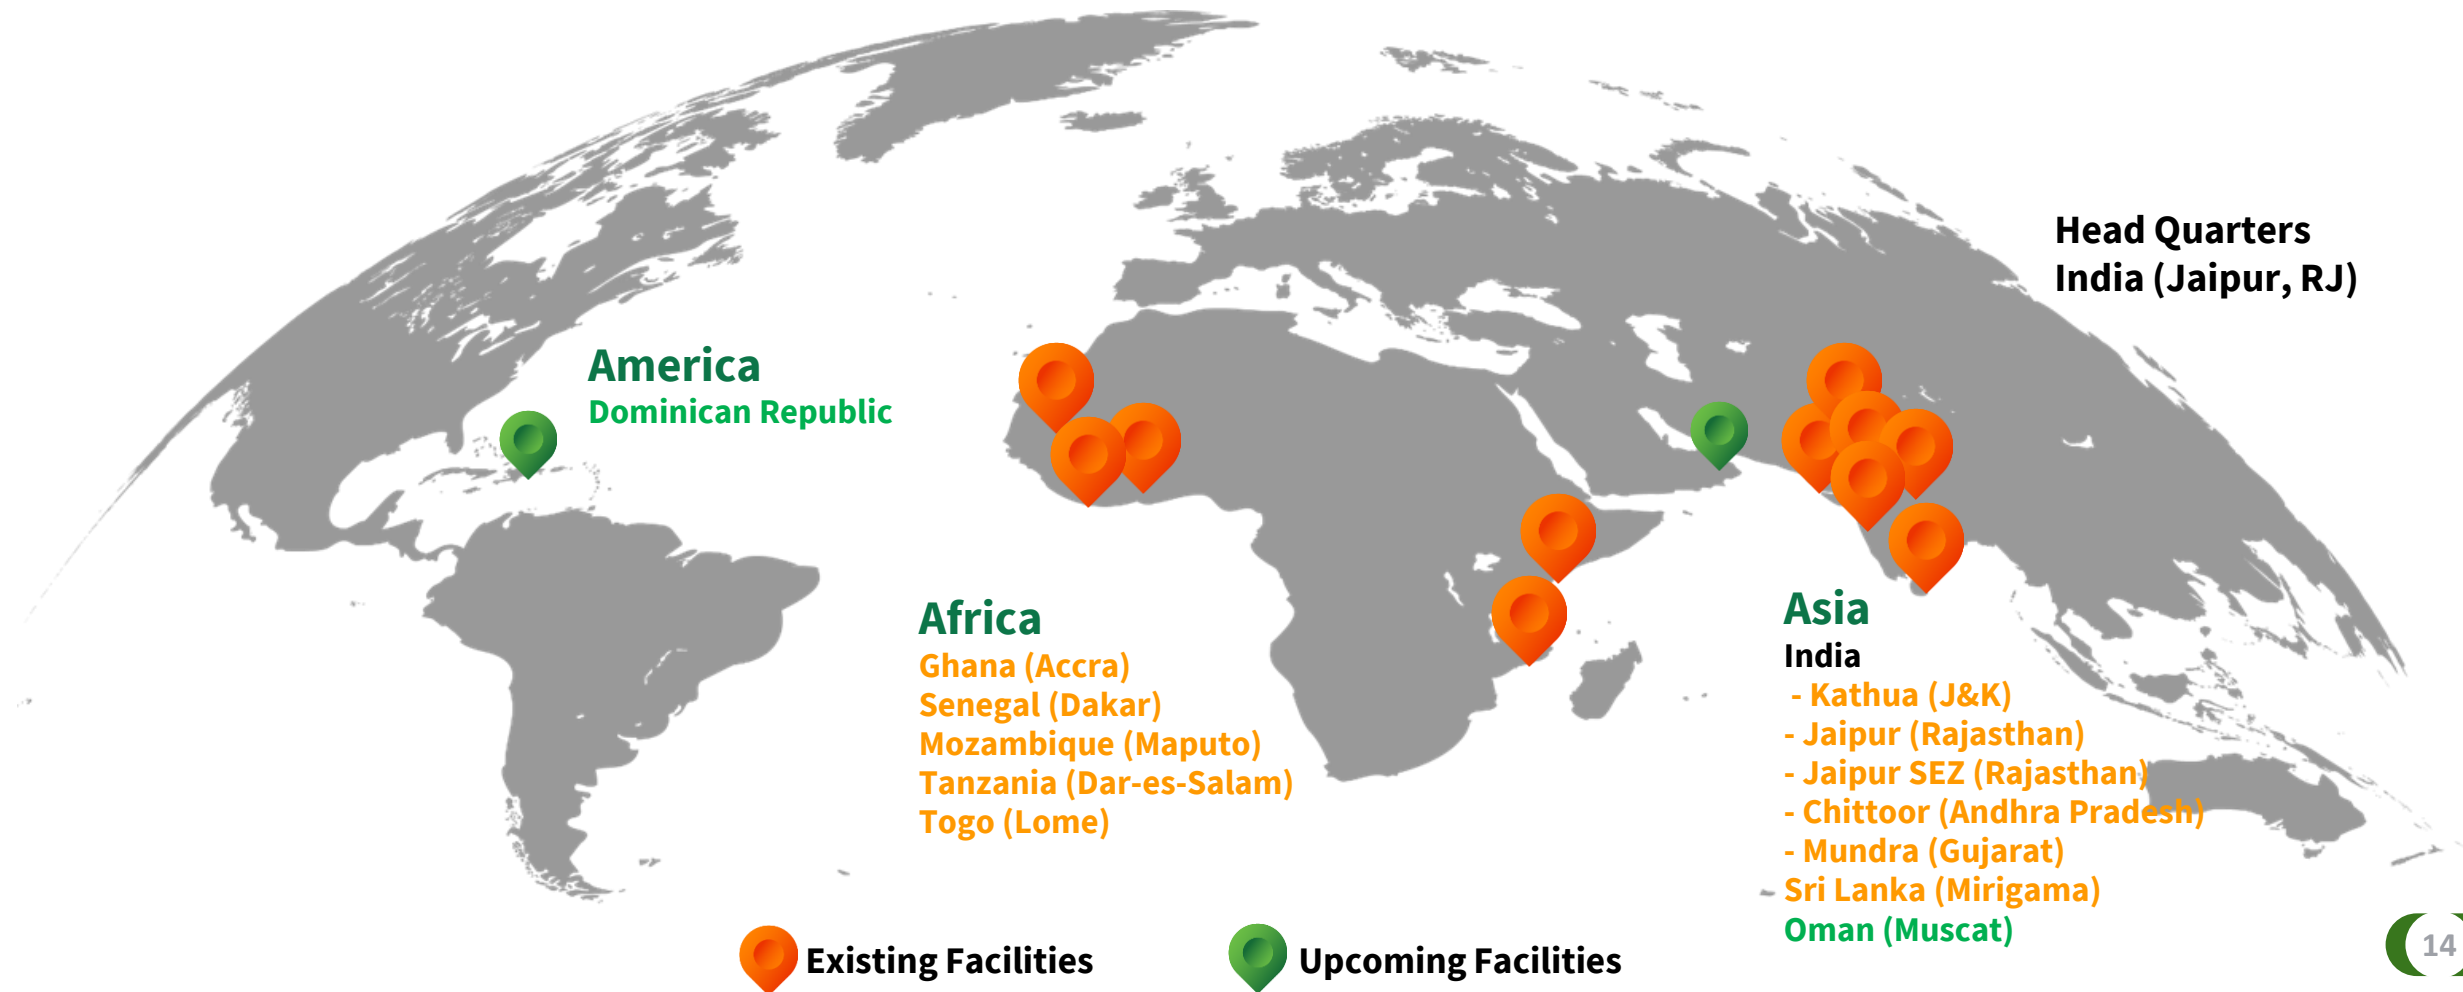 Head Quarters
India (Jaipur, RJ)
America
Dominican Republic
Africa
Ghana (Accra)
Senegal (Dakar)
Mozambique (Maputo)
Tanzania (Dar-es-Salam)
Togo (Lome)
Asia
India
- Kathua (J&K)
- Jaipur (Rajasthan)
- Jaipur SEZ (Rajasthan)
- Chittoor (Andhra Pradesh)
- Mundra (Gujarat)
Sri Lanka (Mirigama)
Oman (Muscat)
Existing Facilities
Upcoming Facilities
14